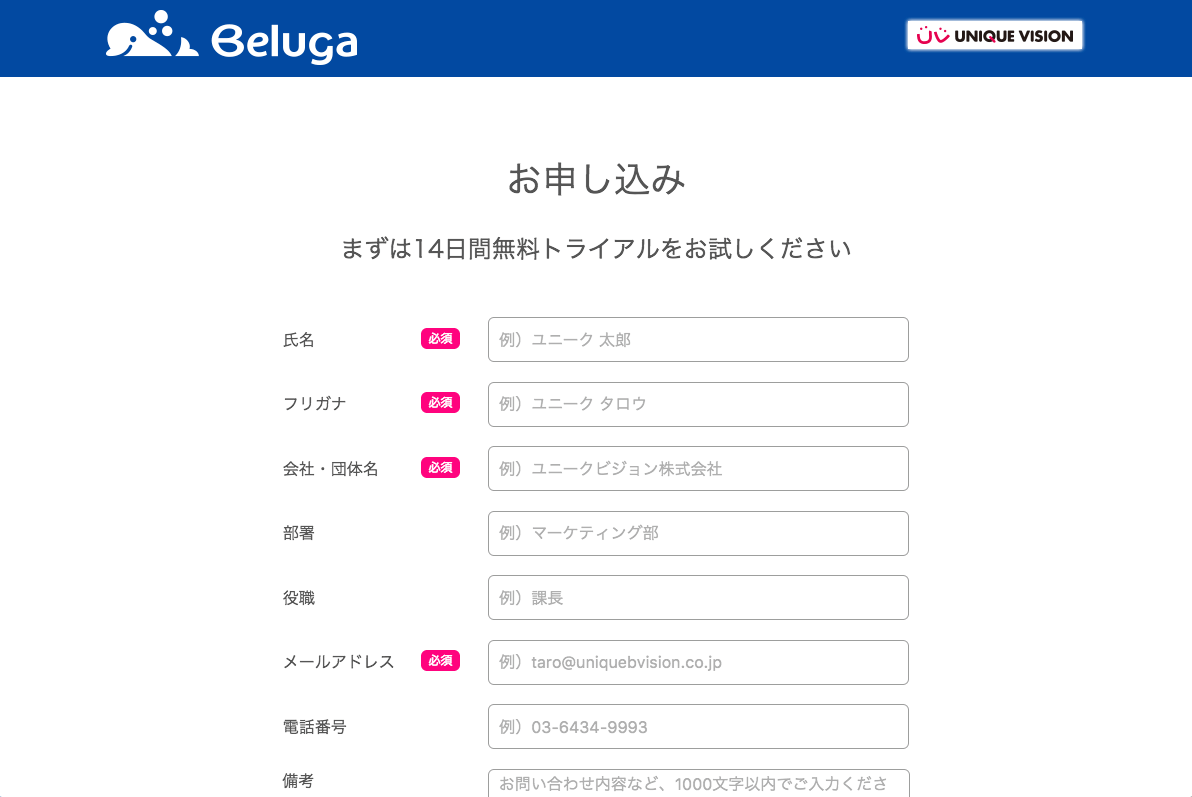 Beluga
UNIQUE VISION
お申し込み
まずは14日間無料トライアルをお試しください
氏名 必須 例）ユニーク 太郎
フリガナ 必須 例）ユニーク タロウ
会社・団体名 必須 例）ユニークビジョン株式会社
部署 例）マーケティング部
役職 例）課長
メールアドレス 必須 例）taro@uniquebvision.co.jp
電話番号 例）03-6434-9993
備考 お問い合わせ内容など、1000文字以内でご入力くださ